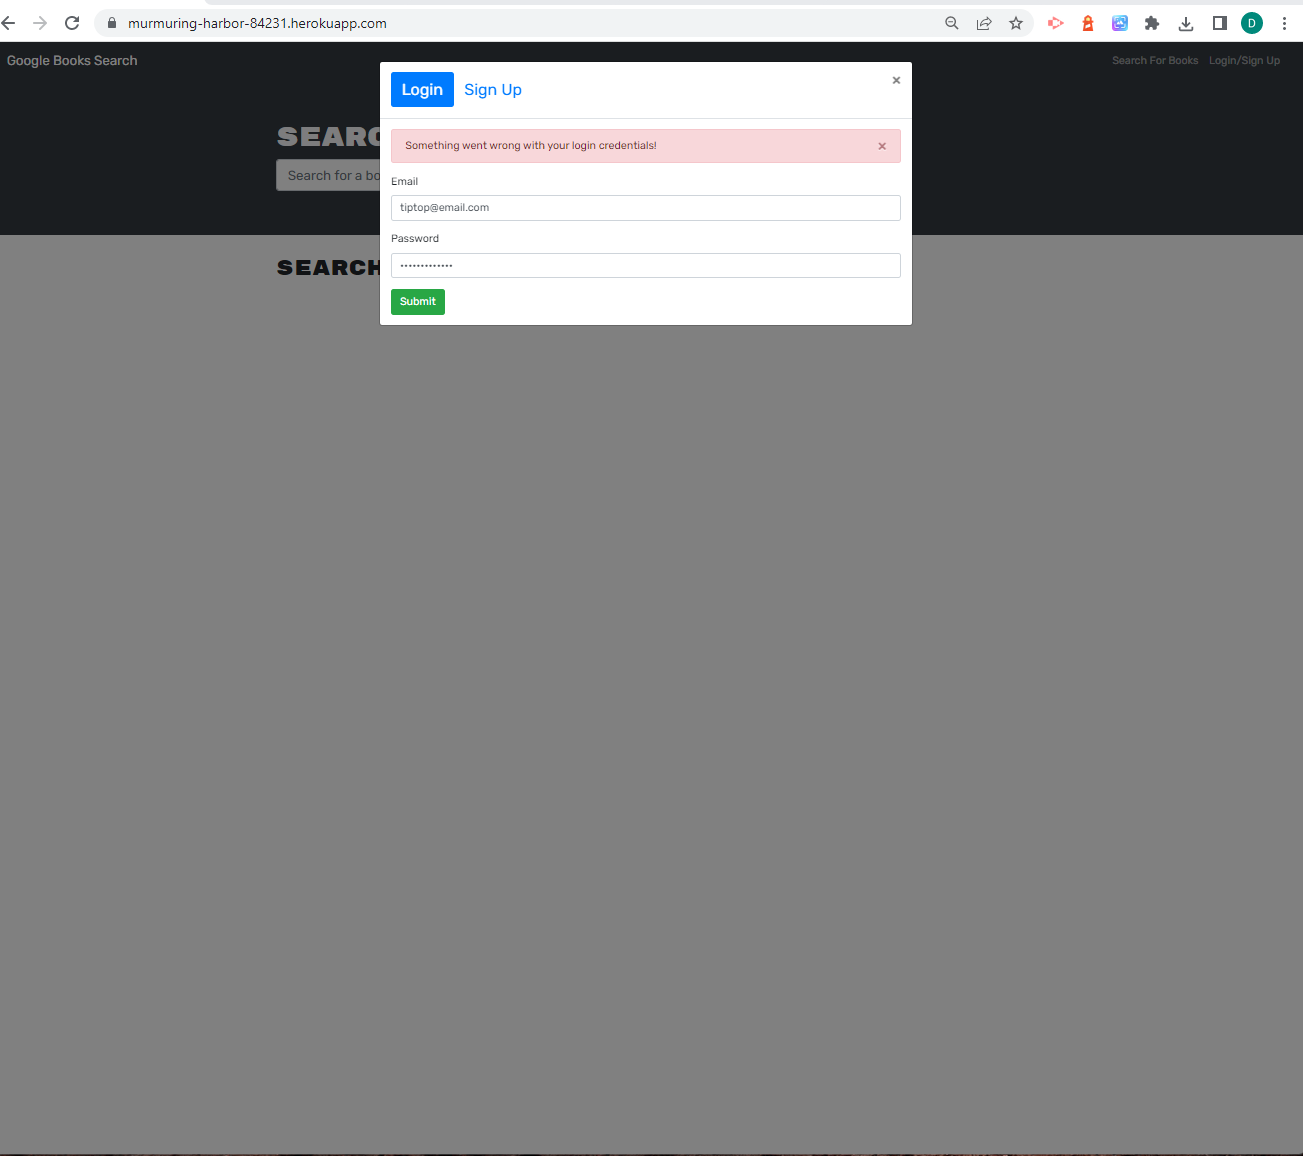 murmuring-harbor-84231.herokuapp.com
D
Google Books Search
Search For Books Login/Sign Up
Login Sign Up ×
SEARC
Something went wrong with your login credentials! ×
Search for a bo
Email
tiptop@email.com
Password
SEARCH
•••••••••••••
Submit